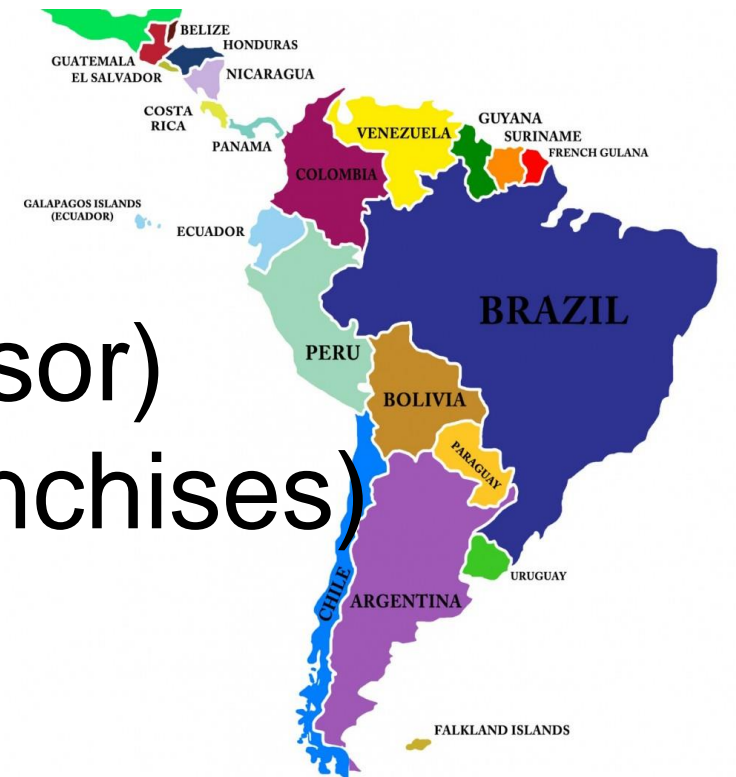 BELIZE
HONDURAS
GUATEMALA
EL SALVADOR
NICARAGUA
COSTA
RICA
PANAMA
VENEZUELA
GUYANA
SURINAME
FRENCH GULANA
COLOMBIA
GALAPAGOS ISLANDS
(ECUADOR)
ECUADOR
BRAZIL
PERU
sor)
BOLIVIA
PARAGUAY
nchises)
URUGUAY
CHILE
ARGENTINA
FALKLAND ISLANDS